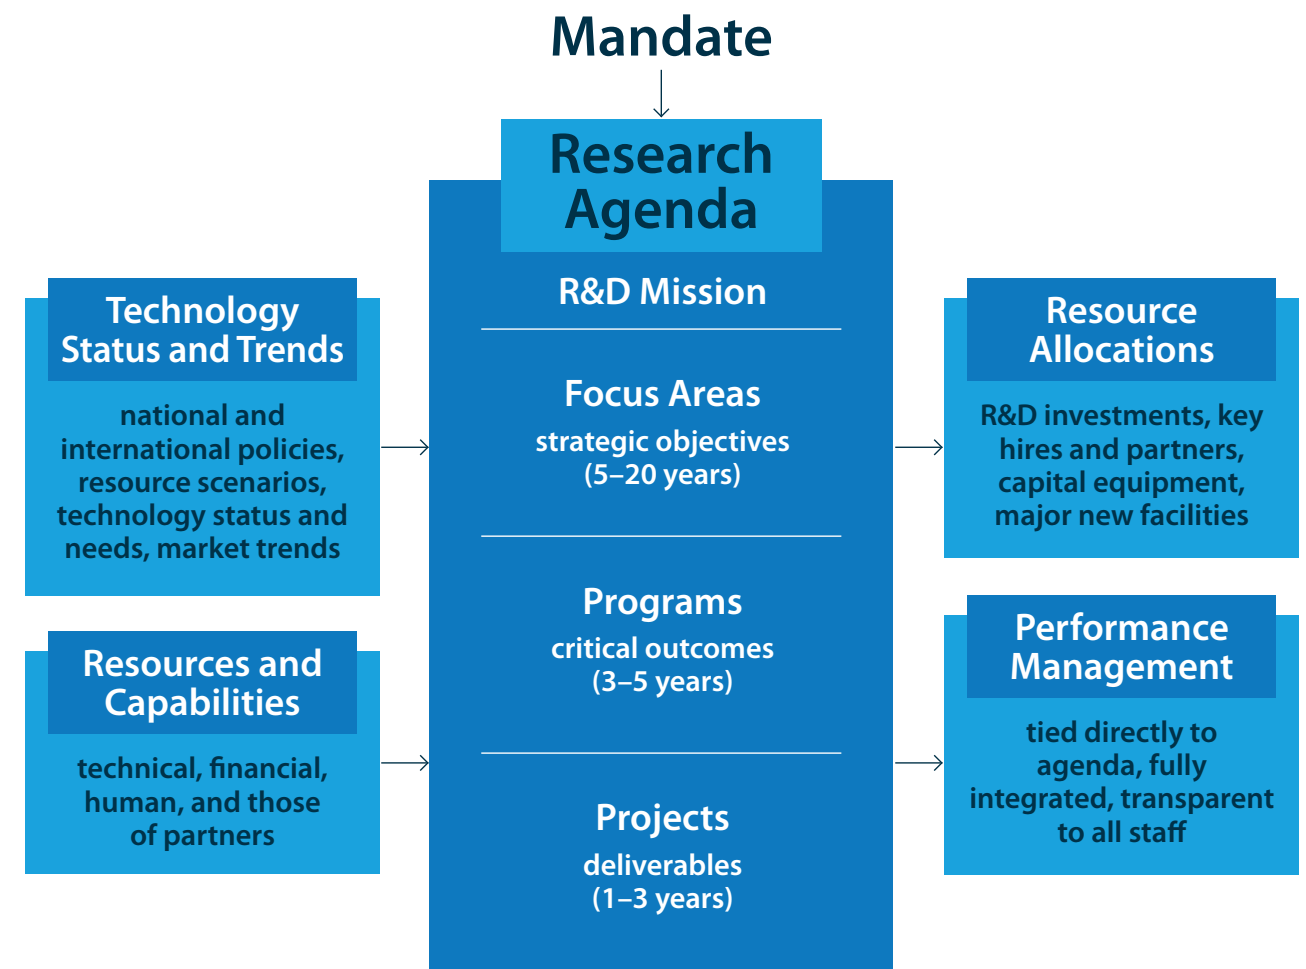 Mandate
Research
Agenda
R&D Mission
Focus Areas
strategic objectives
(5–20 years)
Programs
critical outcomes
(3–5 years)
Projects
deliverables
(1–3 years)
Technology
Status and Trends
national and
international policies,
resource scenarios,
technology status and
needs, market trends
Resources and
Capabilities
technical, financial,
human, and those
of partners
Resource
Allocations
R&D investments, key
hires and partners,
capital equipment,
major new facilities
Performance
Management
tied directly to
agenda, fully
integrated, transparent
to all staff